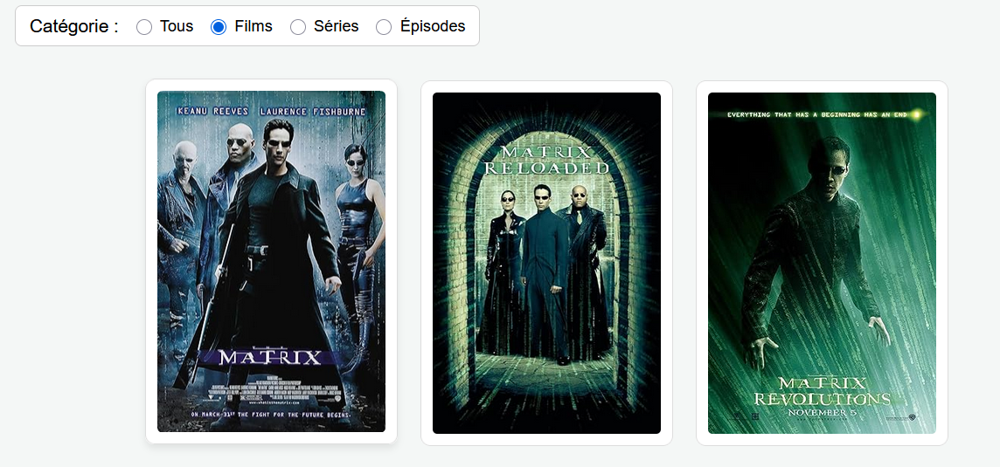 Catégorie : Tous Films Séries Épisodes
KEANU REEVES LAURENCE FISHBURNE
THE
MATRIX
ON MARCH 31ST THE FIGHT FOR THE FUTURE BEGINS.
MATRIX
RELOADED
EVERYTHING THAT HAS A BEGINNING HAS AN END
MATRIX
REVOLUTIONS
NOVEMBER 5